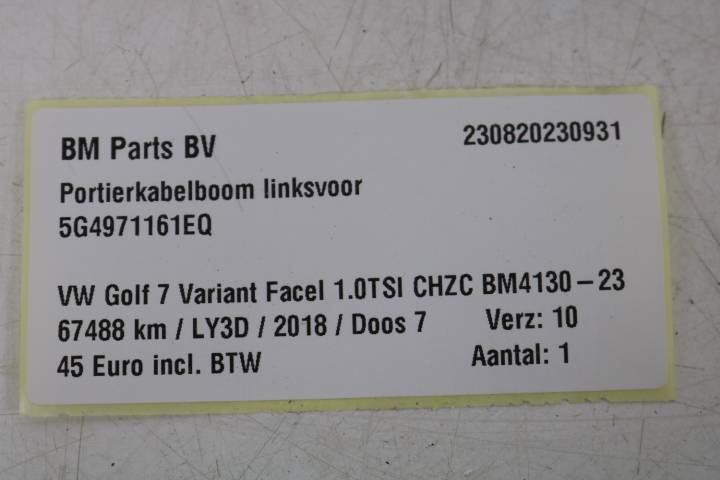 BM Parts BV 230820230931
Portierkabelboom linksvoor
5G4971161EQ
VW Golf 7 Variant Facel 1.0TSI CHZC BM4130-23
67488 km / LY3D / 2018 / Doos 7 Verz: 10
45 Euro incl. BTW Aantal: 1